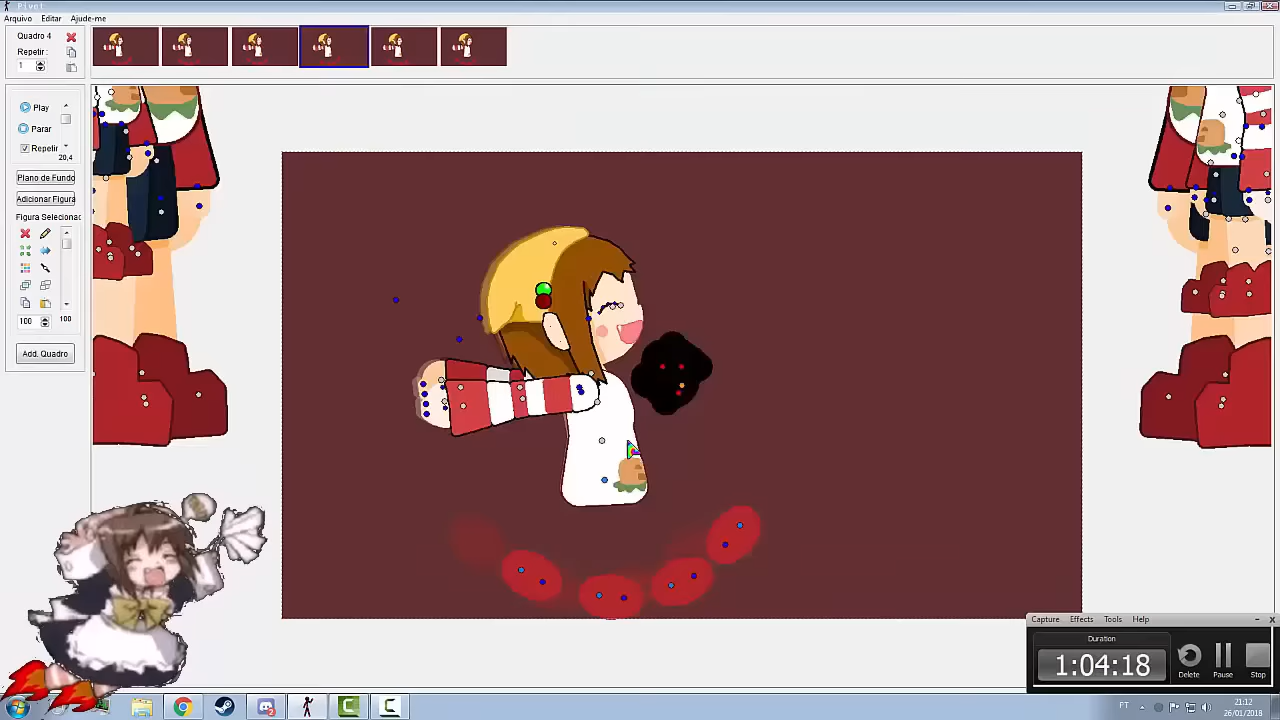 Pivot
Arquivo Editar Ajude-me
Quadro 4
Repetir :
1
Play
Parar
Repetir
20,4
Plano de Fundo
Adicionar Figura
Figura Selecionac
100 100
Add. Quadro
Capture Effects Tools Help
Duration
1:04:18
Delete Pause Stop
PT
21:12
26/01/2018